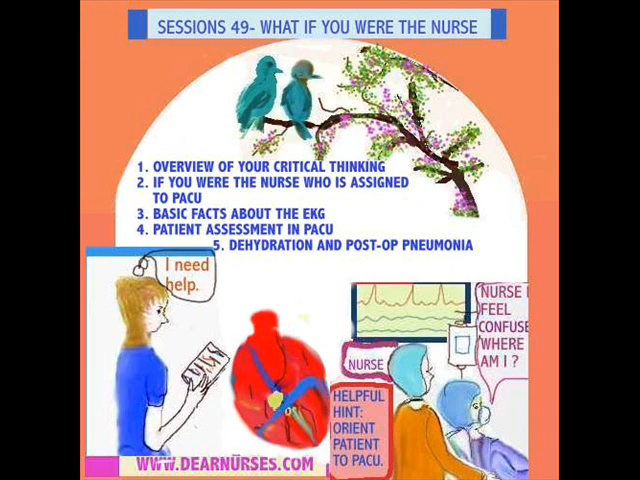 SESSIONS 49- WHAT IF YOU WERE THE NURSE
1. OVERVIEW OF YOUR CRITICAL THINKING
2. IF YOU WERE THE NURSE WHO IS ASSIGNED
TO PACU
3. BASIC FACTS ABOUT THE EKG
4. PATIENT ASSESSMENT IN PACU
5. DEHYDRATION AND POST-OP PNEUMONIA
I need
help.
NURSE I
FEEL
CONFUSE
WHERE
AM I ?
NURSE
HELPFUL
HINT:
ORIENT
PATIENT
TO PACU.
WWW.DEARNURSES.COM